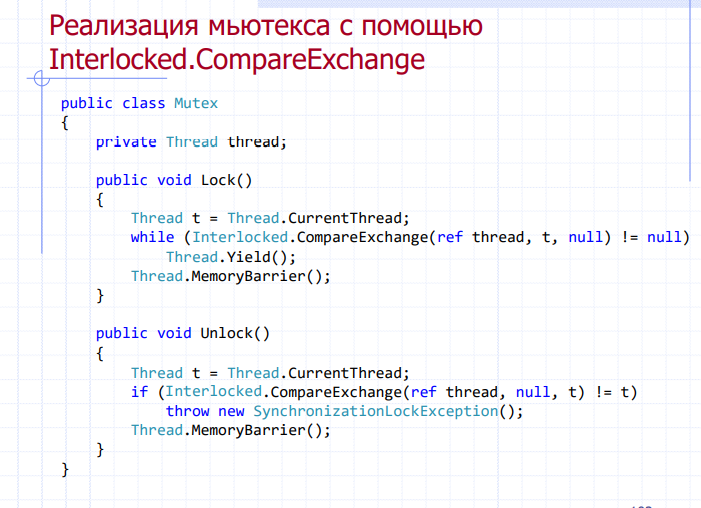 Реализация мьютекса с помощью
Interlocked.CompareExchange
public class Mutex
{
private Thread thread;
public void Lock()
{
Thread t = Thread.CurrentThread;
while (Interlocked.CompareExchange(ref thread, t, null) != null)
Thread.Yield();
Thread.MemoryBarrier();
}
public void Unlock()
{
Thread t = Thread.CurrentThread;
if (Interlocked.CompareExchange(ref thread, null, t) != t)
throw new SynchronizationLockException();
Thread.MemoryBarrier();
}
}